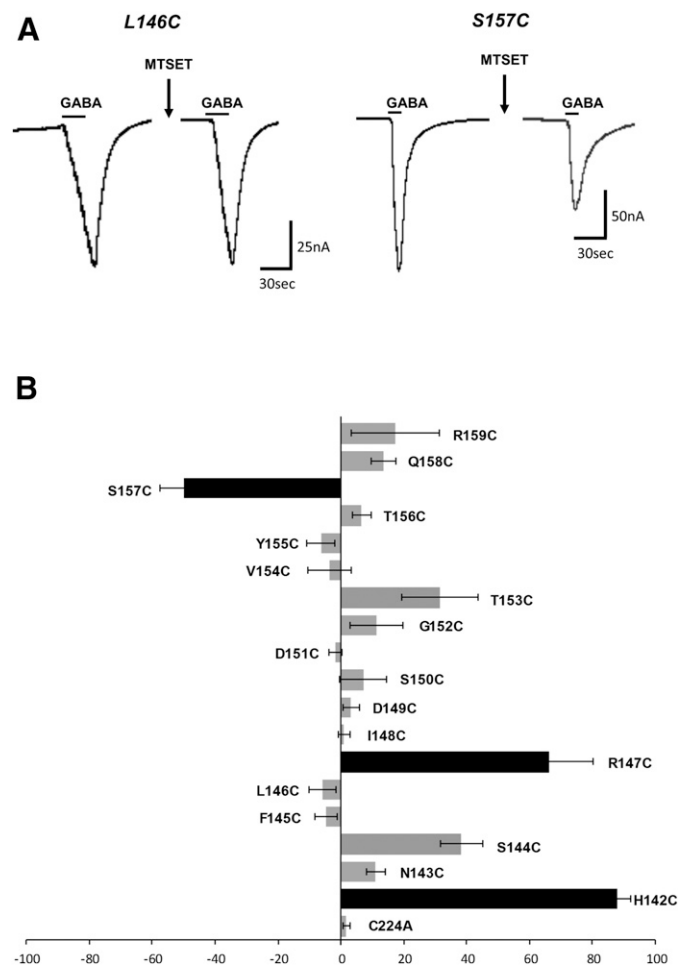 A
L146C
S157C
MTSET
MTSET
GABA
GABA
GABA
GABA
25nA
30sec
50nA
30sec
B
R159C
Q158C
S157C
T156C
Y155C
V154C
T153C
G152C
D151C
S150C
D149C
I148C
R147C
L146C
F145C
S144C
N143C
H142C
C224A
-100 -80 -60 -40 -20 0 20 40 60 80 100